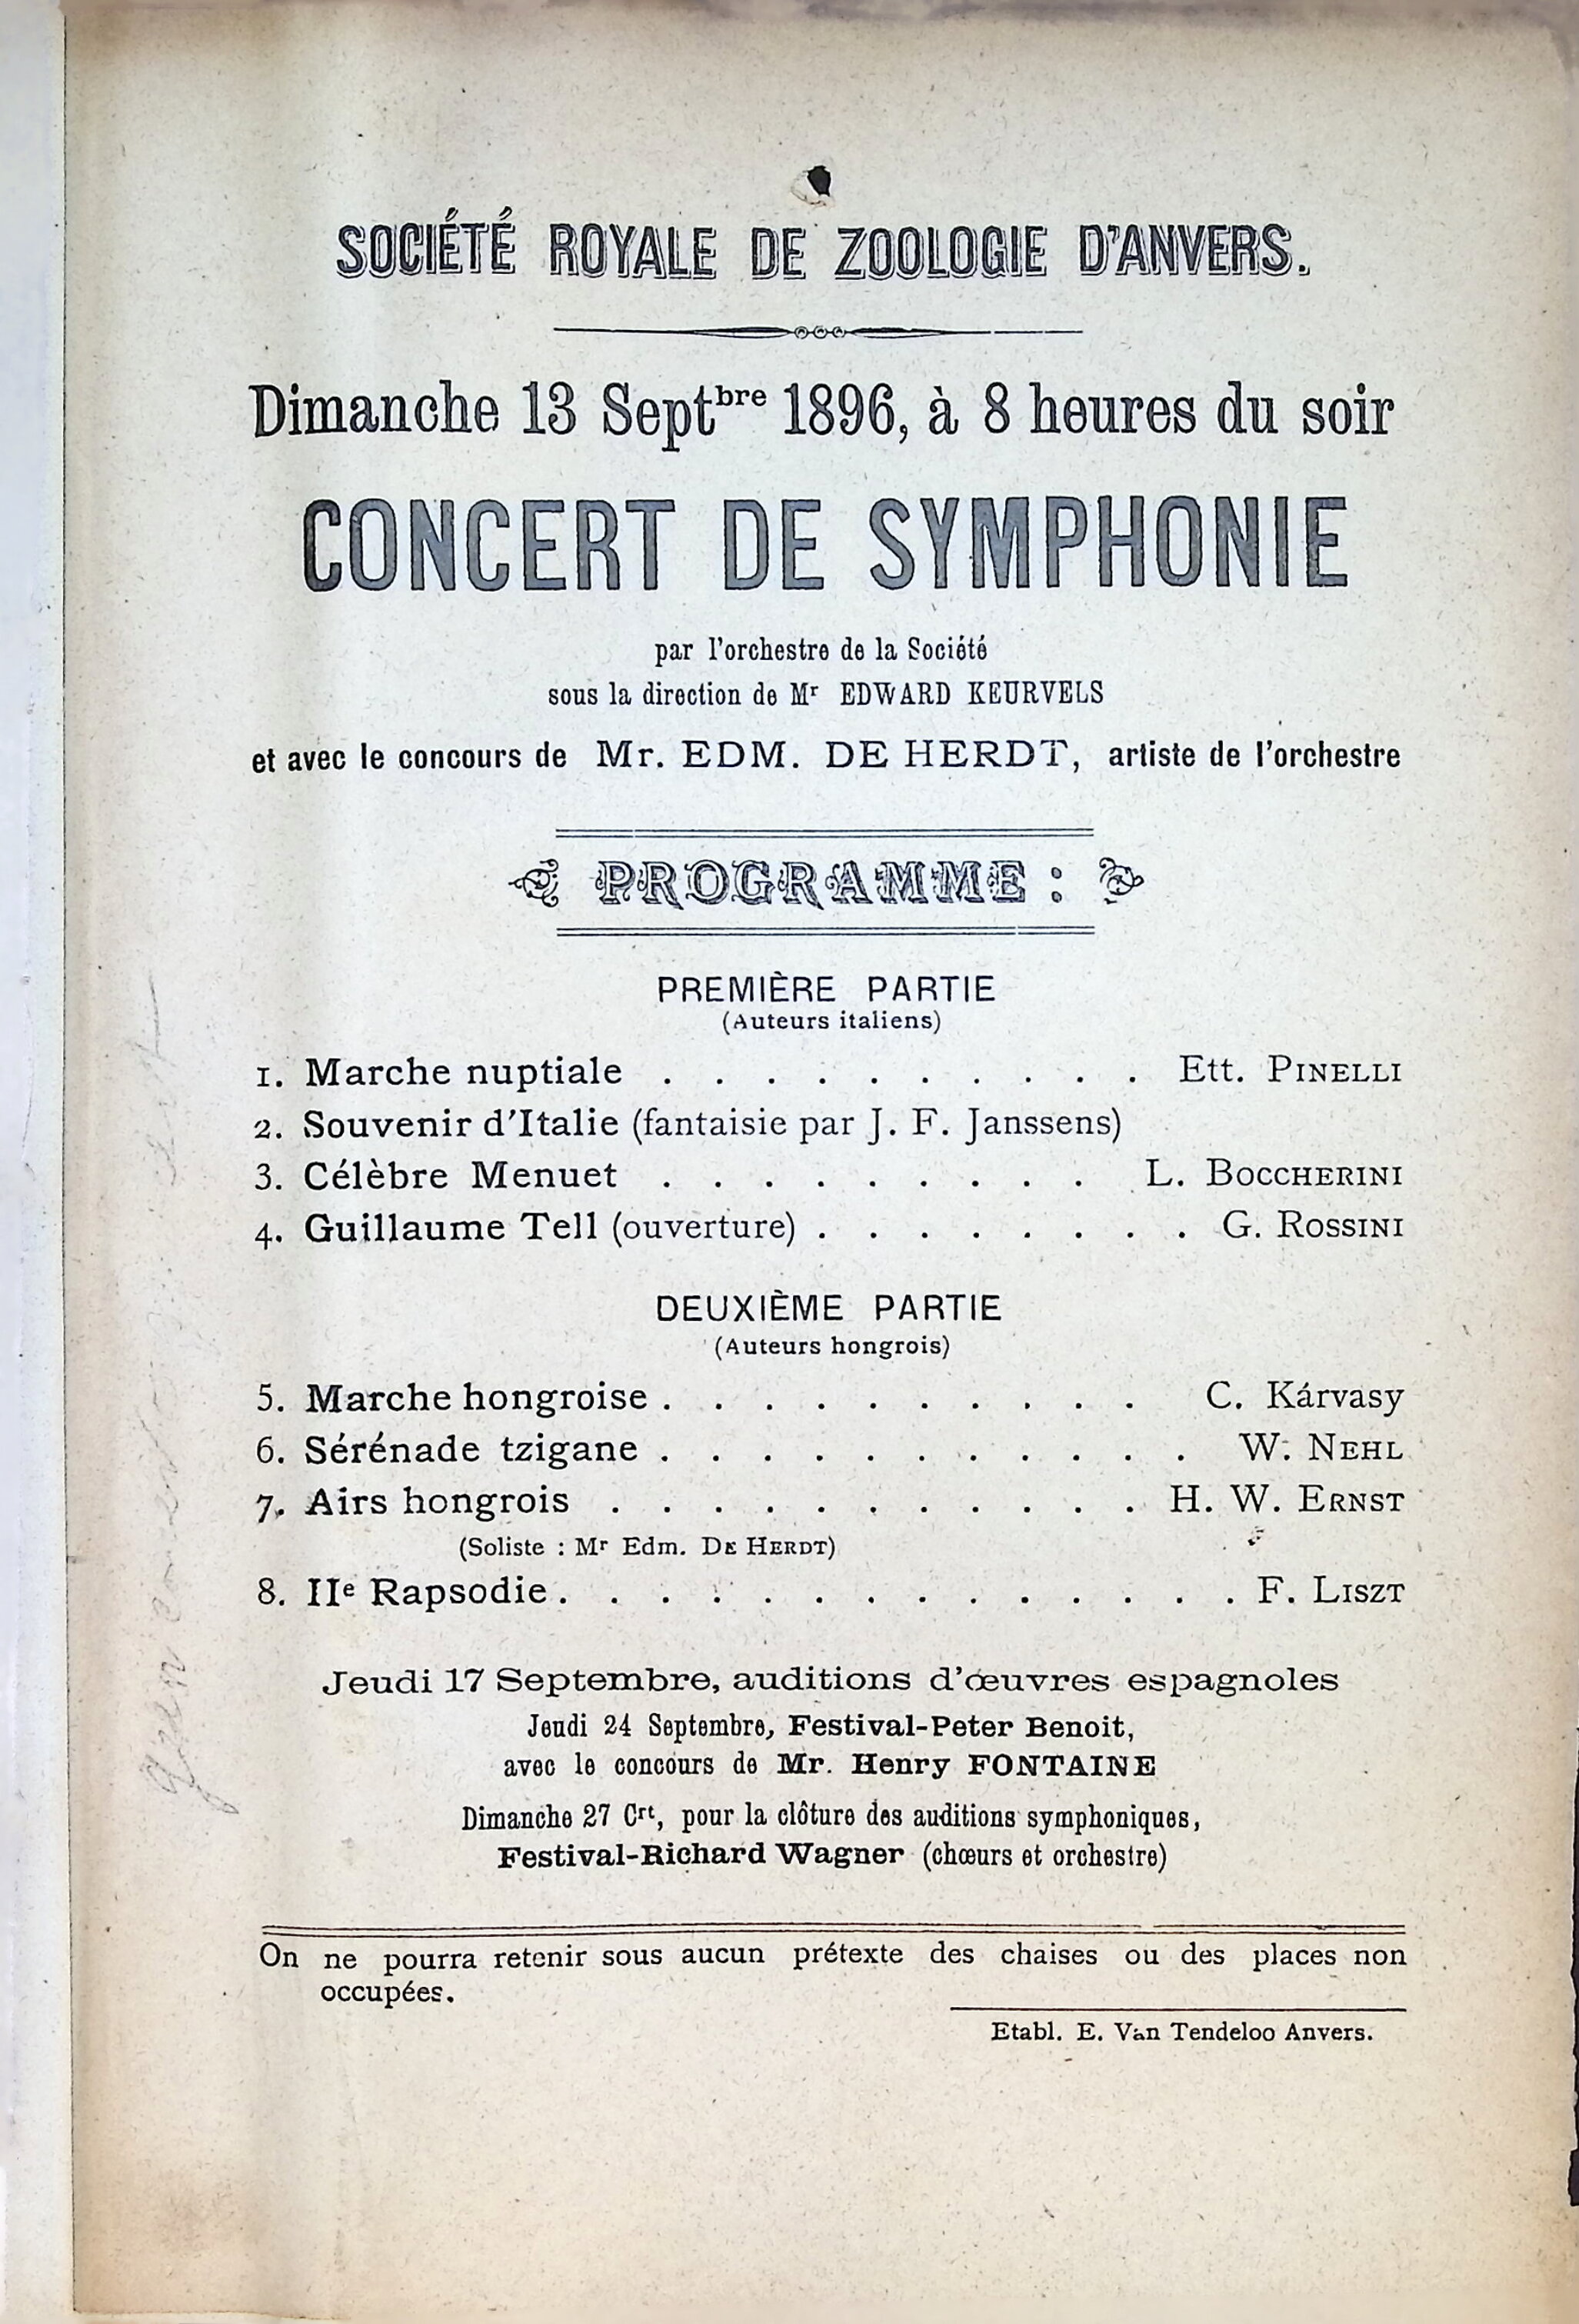 SOCIÉTÉ ROYALE DE ZOOLOGIE D'ANVERS.
Dimanche 13 Septbre 1896, à 8 heures du soir
CONCERT DE SYMPHONIE
par l'orchestre de la Société
sous la direction de Mr EDWARD KEURVELS
et avec le concours de Mr. EDM. DE HERDT, artiste de l'orchestre
PROGRAMME :
PREMIÈRE PARTIE
(Auteurs italiens)
1. Marche nuptiale . . . . . . . . . . Ett. PINELLI
2. Souvenir d'Italie (fantaisie par J. F. Janssens)
3. Célèbre Menuet . . . . . . . . . . L. BOCCHERINI
4. Guillaume Tell (ouverture) . . . . . . . . G. ROSSINI
DEUXIÈME PARTIE
(Auteurs hongrois)
5. Marche hongroise . . . . . . . . . . C. Kárvasy
6. Sérénade tzigane . . . . . . . . . . . W. NEHL
7. Airs hongrois . . . . . . . . . . . H. W. ERNST
(Soliste : Mr Edm. DE HERDT)
8. IIe Rapsodie . . . . . . . . . . . . . . F. LISZT
Jeudi 17 Septembre, auditions d'œuvres espagnoles
Jeudi 24 Septembre, Festival-Peter Benoit,
avec le concours de Mr. Henry FONTAINE
Dimanche 27 Crt, pour la clôture des auditions symphoniques,
Festival-Richard Wagner (chœurs et orchestre)
On ne pourra retenir sous aucun prétexte des chaises ou des places non
occupées.
Etabl. E. Van Tendeloo Anvers.